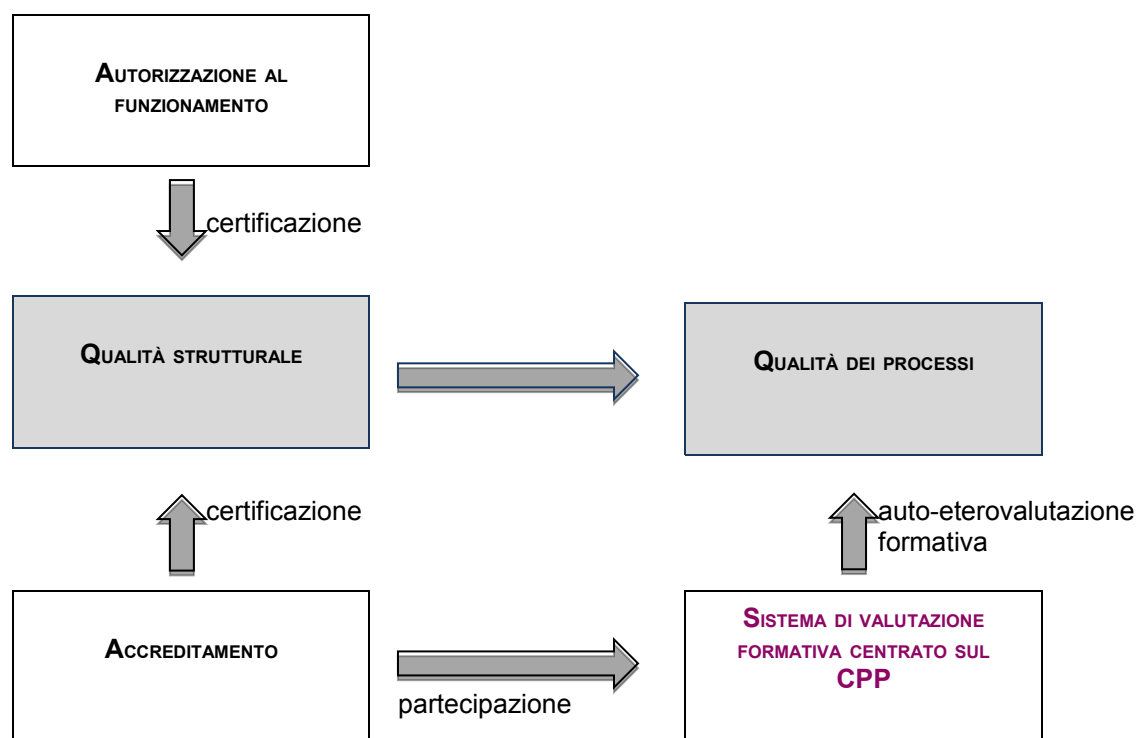 AUTORIZZAZIONE AL
FUNZIONAMENTO
certificazione
QUALITÀ STRUTTURALE
QUALITÀ DEI PROCESSI
certificazione
auto-eterovalutazione
formativa
ACCREDITAMENTO
SISTEMA DI VALUTAZIONE
FORMATIVA CENTRATO SUL
CPP
partecipazione